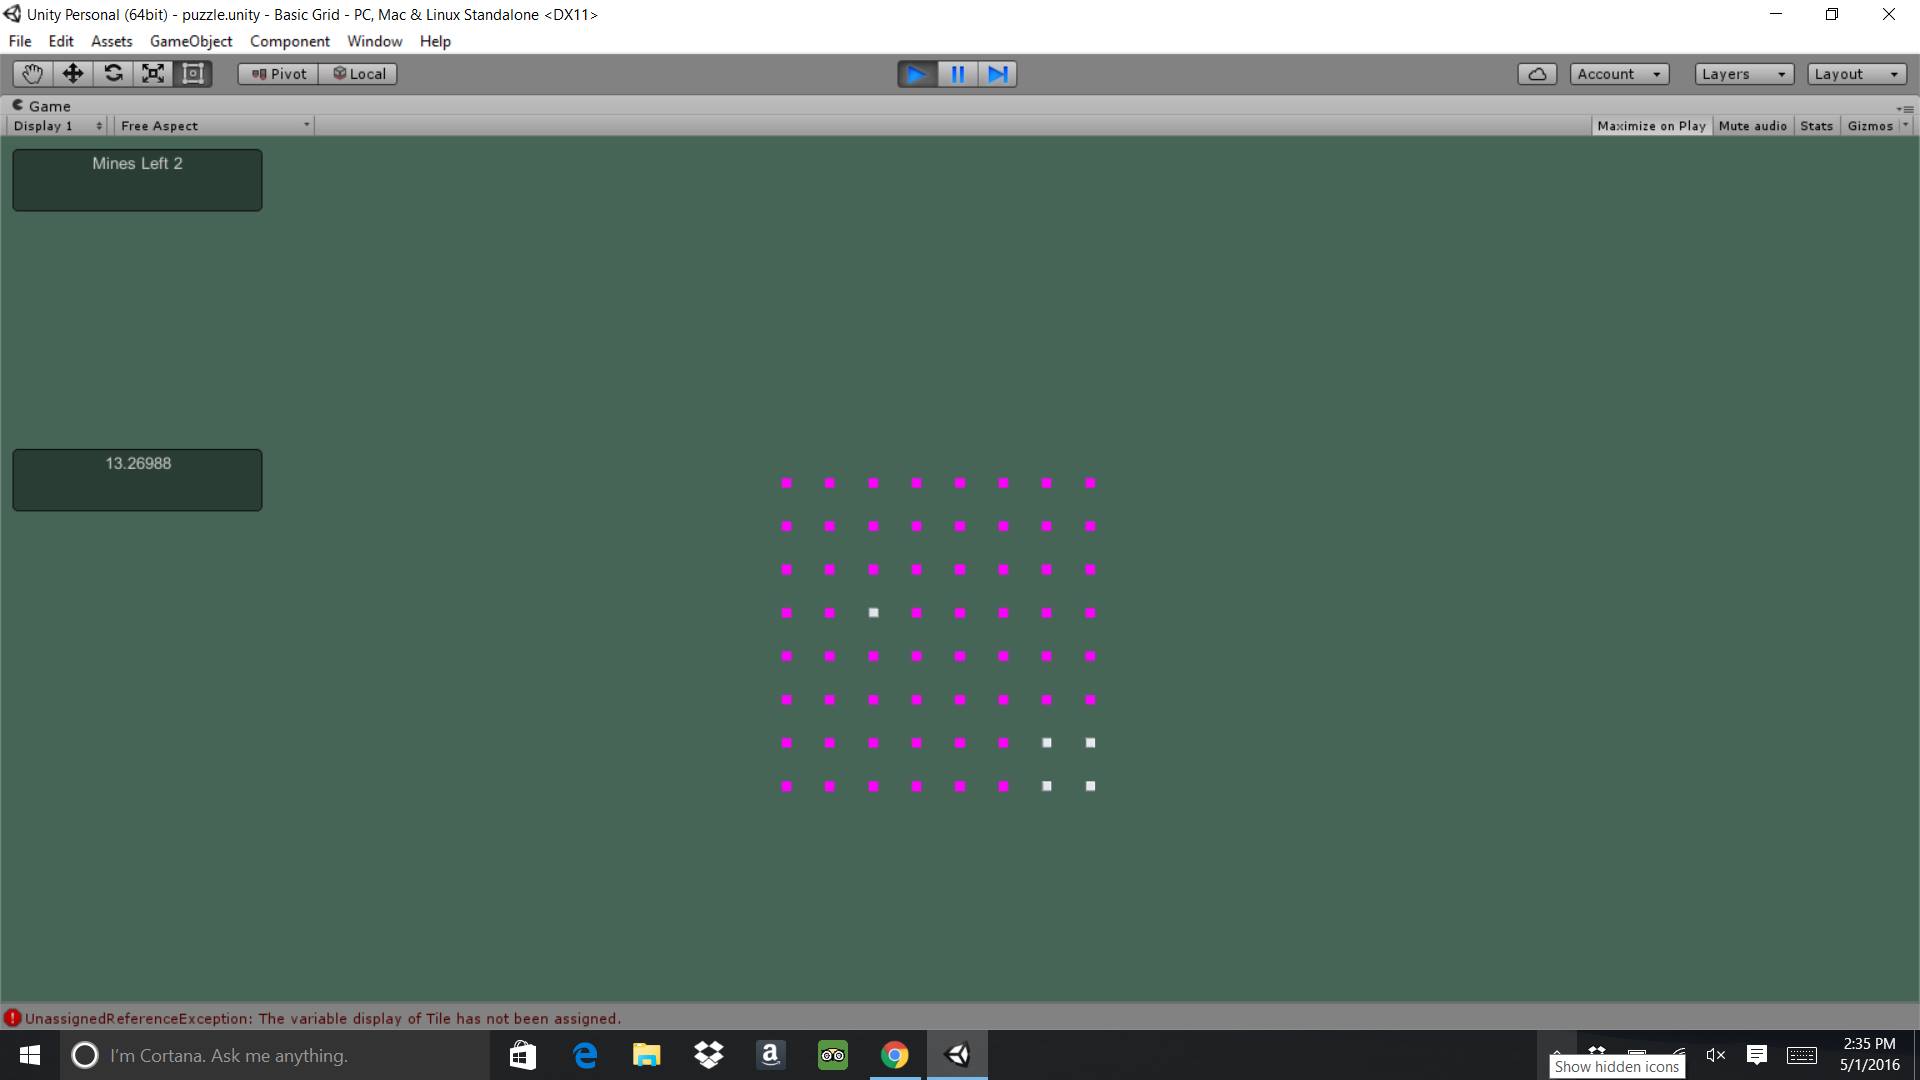 Unity Personal (64bit) - puzzle.unity - Basic Grid - PC, Mac & Linux Standalone <DX11>
File Edit Assets GameObject Component Window Help
Pivot Local Account Layers Layout
Game
Display 1 Free Aspect Maximize on Play Mute audio Stats Gizmos
Mines Left 2
13.26988
UnassignedReferenceException: The variable display of Tile has not been assigned.
I'm Cortana. Ask me anything.
a
2:35 PM
5/1/2016
Show hidden icons